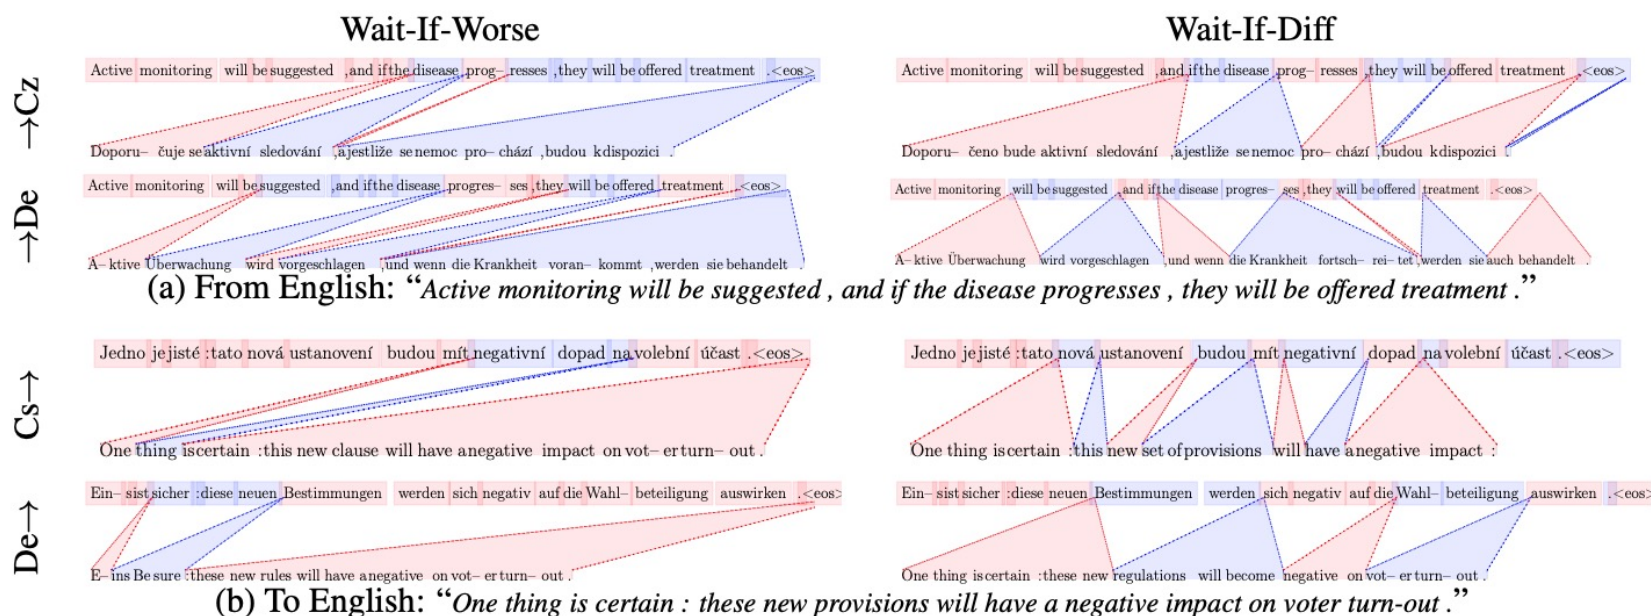 Wait-If-Worse
Wait-If-Diff
→Cz
Active monitoring will be suggested , and if the disease prog– resses , they will be offered treatment . <eos>
Doporu– čuje se aktivní sledování , a jestliže se nemoc pro– chází , budou k dispozici .
Active monitoring will be suggested , and if the disease prog– resses , they will be offered treatment . <eos>
Doporu– čeno bude aktivní sledování , a jestliže se nemoc pro– chází , budou k dispozici .
→De
Active monitoring will be suggested , and if the disease progres– ses , they will be offered treatment . <eos>
A– ktive Überwachung wird vorgeschlagen , und wenn die Krankheit voran– kommt , werden sie behandelt .
Active monitoring will be suggested , and if the disease progres– ses , they will be offered treatment . <eos>
A– ktive Überwachung wird vorgeschlagen , und wenn die Krankheit fortsch– rei– tet , werden sie auch behandelt .
(a) From English: “Active monitoring will be suggested , and if the disease progresses , they will be offered treatment .”
Cs→
Jedno je jisté : tato nová ustanovení budou mít negativní dopad na volební účast . <eos>
One thing is certain : this new clause will have a negative impact on vot– er turn– out .
Jedno je jisté : tato nová ustanovení budou mít negativní dopad na volební účast . <eos>
One thing is certain : this new set of provisions will have a negative impact :
De→
Ein– s ist sicher : diese neuen Bestimmungen werden sich negativ auf die Wahl– beteiligung auswirken . <eos>
E– ins Be sure : these new rules will have a negative on vot– er turn– out .
Ein– s ist sicher : diese neuen Bestimmungen werden sich negativ auf die Wahl– beteiligung auswirken . <eos>
One thing is certain : these new regulations will become negative on vot– er turn– out .
(b) To English: “One thing is certain : these new provisions will have a negative impact on voter turn-out .”